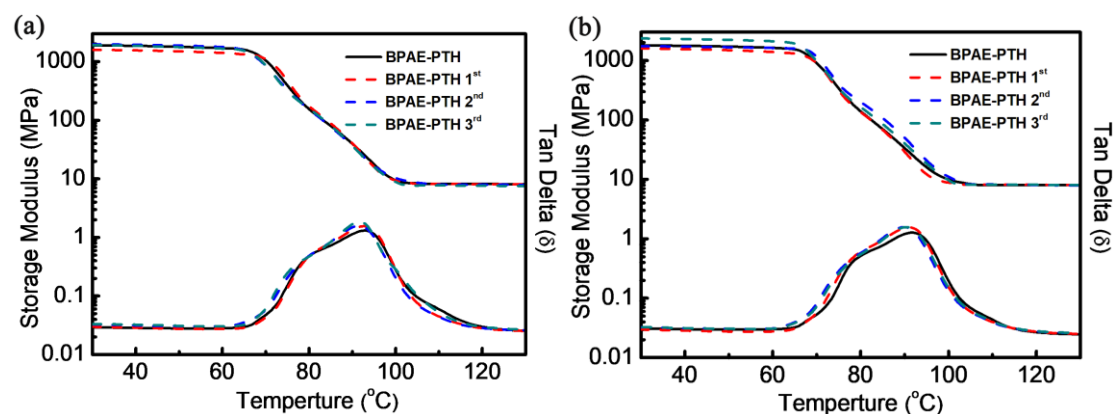 (a)
Storage Modulus (MPa)
1000
100
10
1
0.1
0.01
BPAE-PTH
BPAE-PTH 1st
BPAE-PTH 2nd
BPAE-PTH 3rd
Tan Delta (δ)
40 60 80 100 120
Temperture (°C)
(b)
Storage Modulus (MPa)
1000
100
10
1
0.1
0.01
BPAE-PTH
BPAE-PTH 1st
BPAE-PTH 2nd
BPAE-PTH 3rd
Tan Delta (δ)
40 60 80 100 120
Temperture (°C)